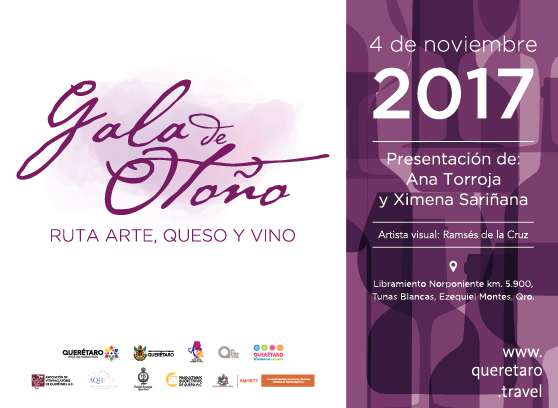 Gala de
Otoño
RUTA ARTE, QUESO Y VINO
4 de noviembre
2017
Presentación de:
Ana Torroja
y Ximena Sariñana
Artista visual: Ramsés de la Cruz
Libramiento Norponiente km. 5.900,
Tunas Blancas, Ezequiel Montes, Qro.
www.
queretaro
.travel
QUERÉTARO
QUERÉTARO
QUERÉTARO